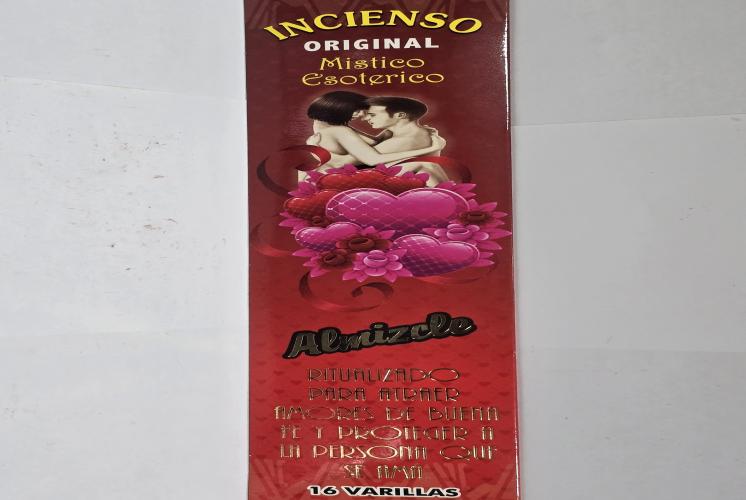 INCIENSO
ORIGINAL
Mistico
Esoterico
Almizcle
RITUALIZADO
PARA ATRAER
AMORES DE BUENA
FE Y PROTEGER A
LA PERSONA QUE
SE AMA
16 VARILLAS